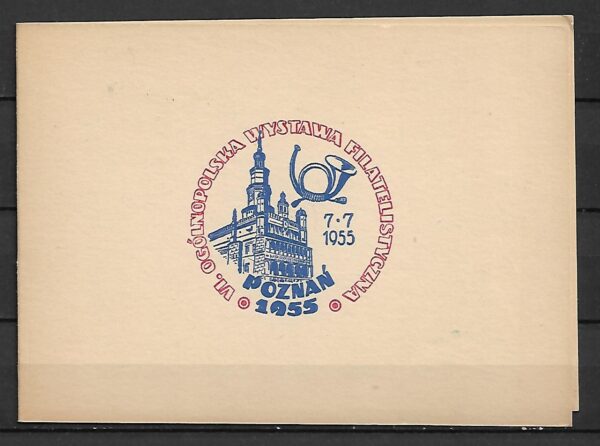 VI. OGÓLNOPOLSKA WYSTAWA FILATELISTYCZNA
7·7
1955
POZNAŃ
1955